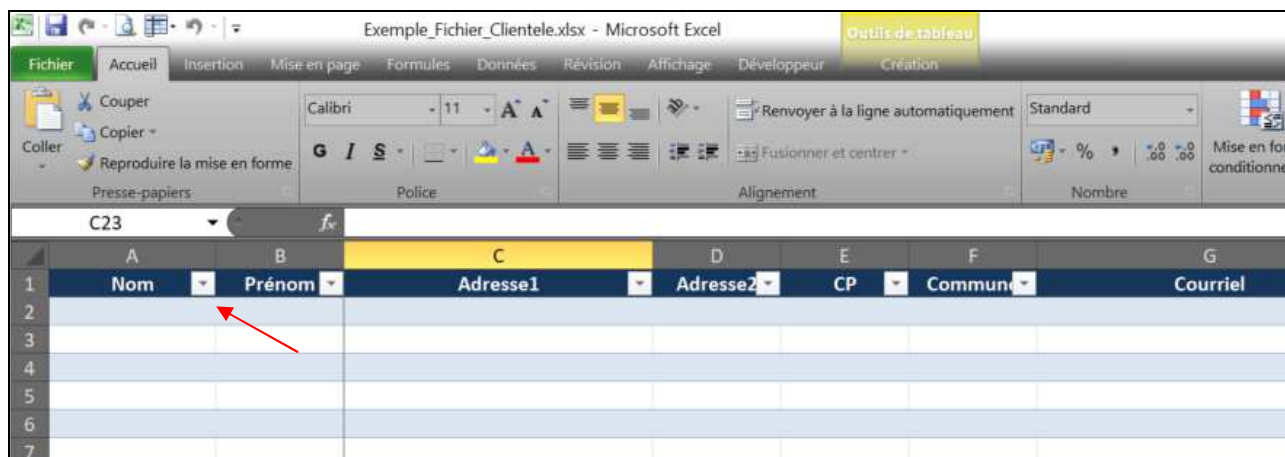 Exemple_Fichier_Clientele.xlsx - Microsoft Excel
Outils de tableau
Fichier Accueil Insertion Mise en page Formules Données Révision Affichage Développeur Création
Couper
Calibri 11 A A Renvoyer à la ligne automatiquement Standard
Copier
Coller
Reproduire la mise en forme
G I S A Fusionner et centrer % Mise en fo
conditionne
Presse-papiers Police Alignement Nombre
C23 fx
A B C D E F G
1 Nom Prénom Adresse1 Adresse2 CP Commune Courriel
2
3
4
5
6
7